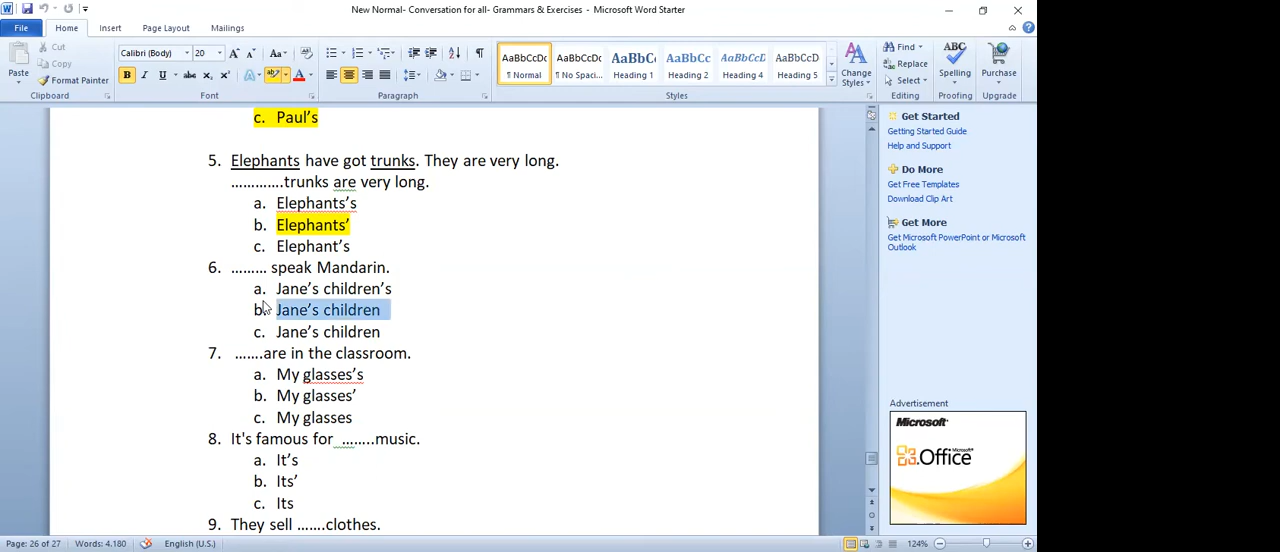 New Normal- Conversation for all- Grammars & Exercises - Microsoft Word Starter
File Home Insert Page Layout Mailings
Paste
Cut
Copy
Format Painter
Clipboard
Calibri (Body) 20
Font
Paragraph
AaBbCcDc AaBbCcDc AaBbCc AaBbCc AaBbCcD AaBbCcD
¶ Normal ¶ No Spaci... Heading 1 Heading 2 Heading 4 Heading 5
Styles
Change Styles
Find
Replace
Select
Editing
Spelling
Proofing
Purchase
Upgrade
c. Paul’s
5. Elephants have got trunks. They are very long.
………….trunks are very long.
a. Elephants’s
b. Elephants’
c. Elephant’s
6. ……… speak Mandarin.
a. Jane’s children’s
b. Jane’s children
c. Jane’s children
7. …….are in the classroom.
a. My glasses’s
b. My glasses’
c. My glasses
8. It's famous for ……..music.
a. It’s
b. Its’
c. Its
9. They sell …….clothes.
Get Started
Getting Started Guide
Help and Support
Do More
Get Free Templates
Download Clip Art
Get More
Get Microsoft PowerPoint or Microsoft
Outlook
Advertisement
Microsoft
Microsoft
Office
Page: 26 of 27 Words: 4.180 English (U.S.) 124%